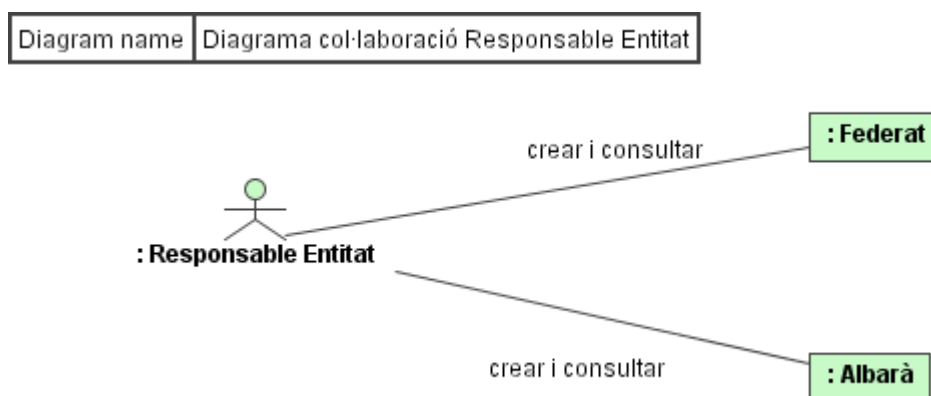 Diagram name Diagrama col·laboració Responsable Entitat
: Federat
crear i consultar
: Responsable Entitat
crear i consultar
: Albarà